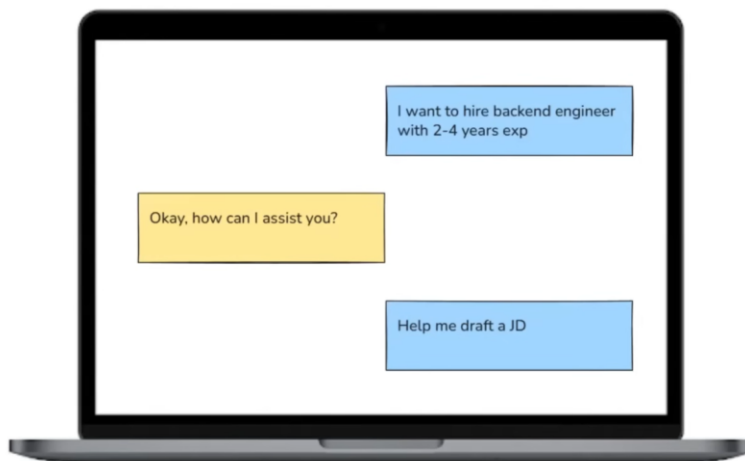 I want to hire backend engineer
with 2-4 years exp
Okay, how can I assist you?
Help me draft a JD